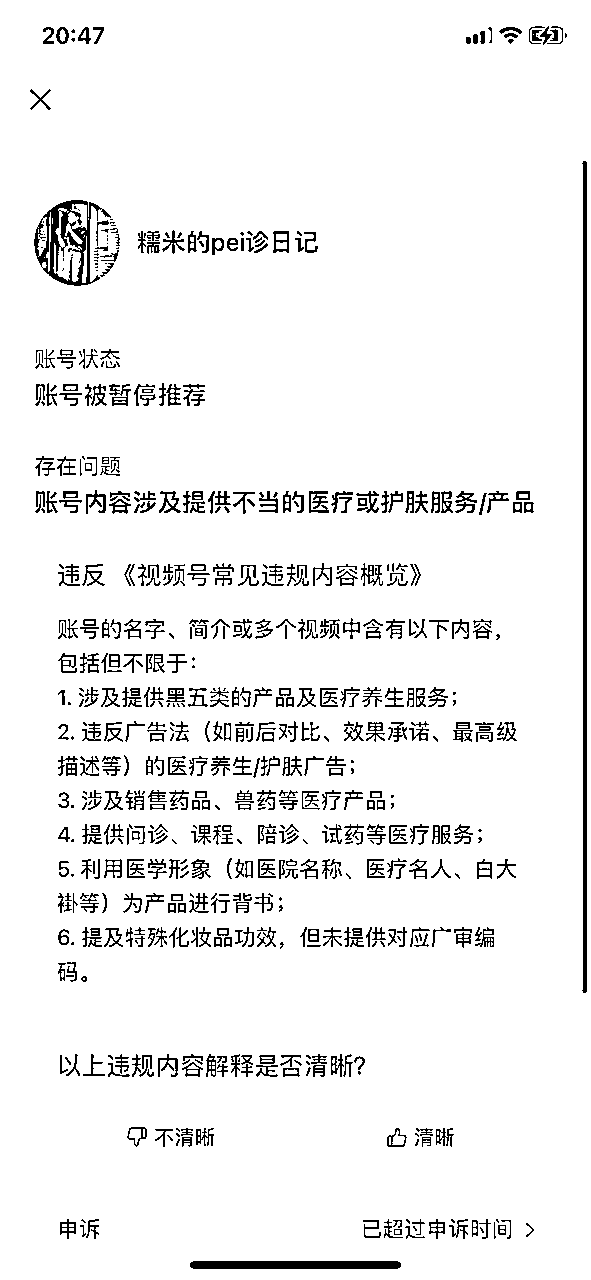 20:47
糯米的pei诊日记
账号状态
账号被暂停推荐
存在问题
账号内容涉及提供不当的医疗或护肤服务/产品
违反《视频号常见违规内容概览》
账号的名字、简介或多个视频中含有以下内容，
包括但不限于：
1. 涉及提供黑五类的产品及医疗养生服务；
2. 违反广告法（如前后对比、效果承诺、最高级
描述等）的医疗养生/护肤广告；
3. 涉及销售药品、兽药等医疗产品；
4. 提供问诊、课程、陪诊、试药等医疗服务；
5. 利用医学形象（如医院名称、医疗名人、白大
褂等）为产品进行背书；
6. 提及特殊化妆品功效，但未提供对应广审编
码。
以上违规内容解释是否清晰？
不清晰 清晰
申诉 已超过申诉时间